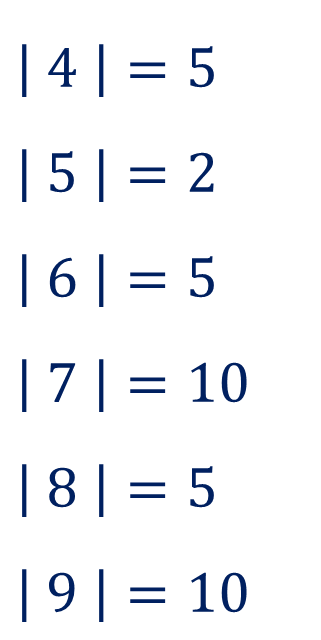 | 4 | = 5
| 5 | = 2
| 6 | = 5
| 7 | = 10
| 8 | = 5
| 9 | = 10